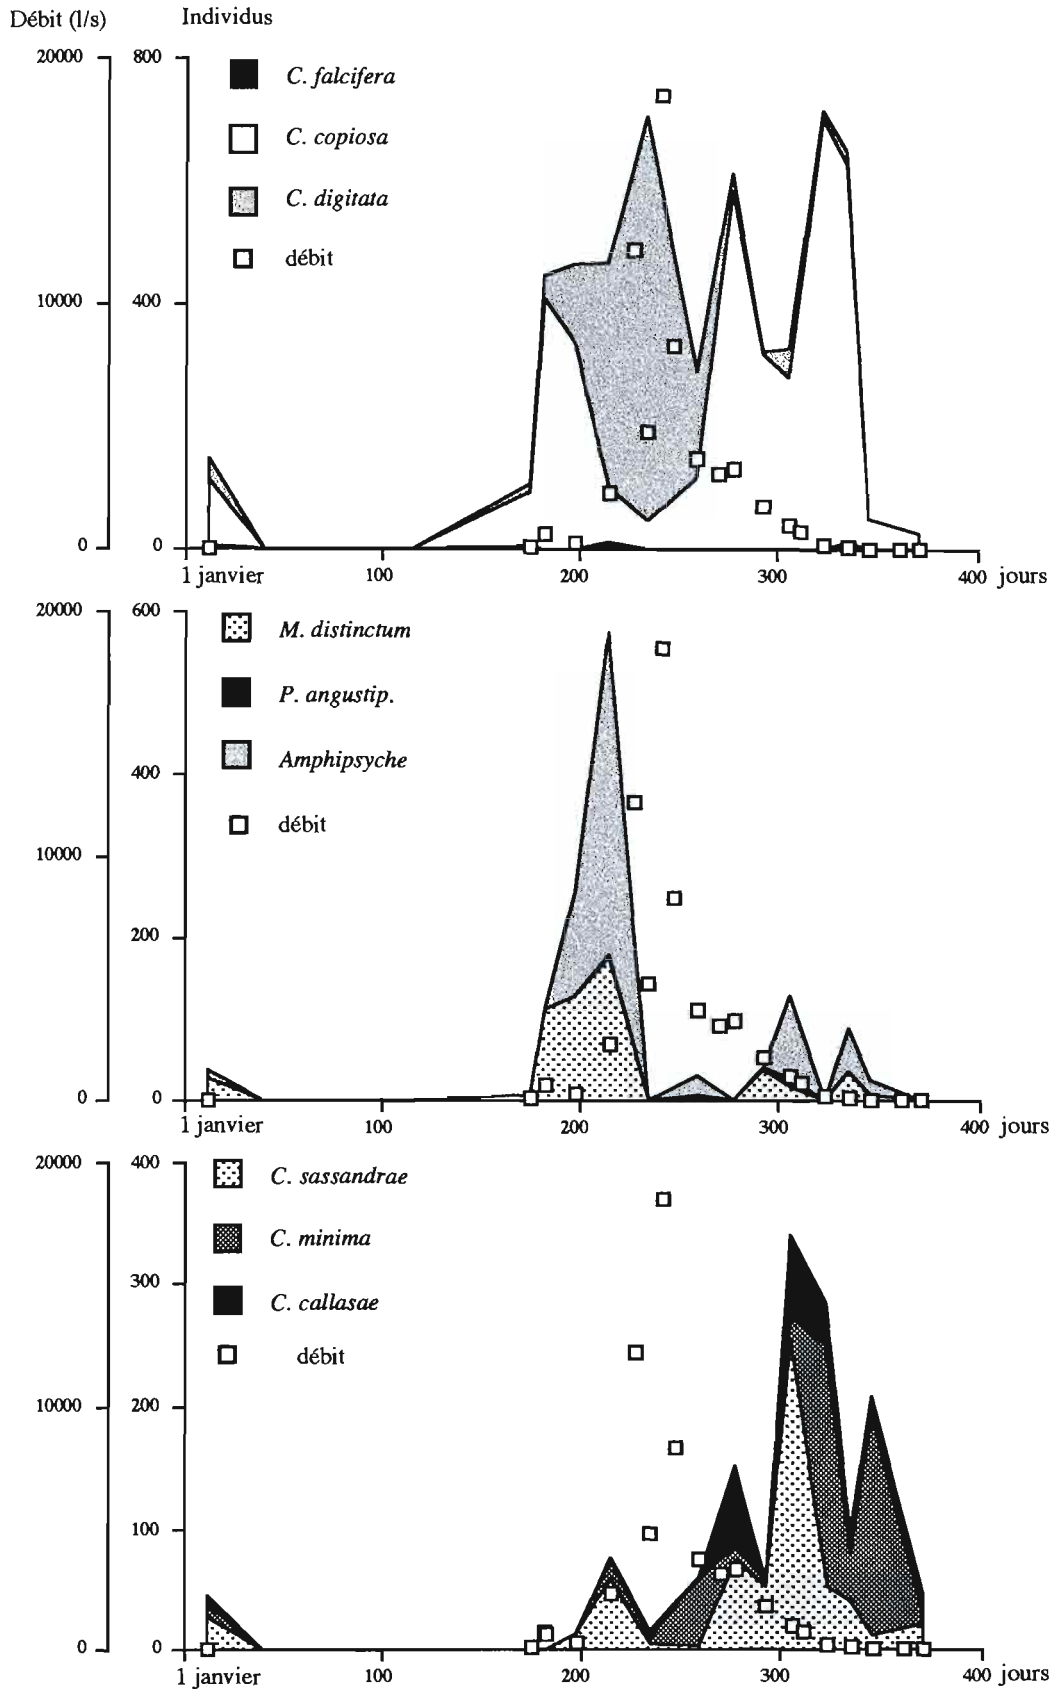 Débit (l/s) Individus
20000 800
C. falcifera
C. copiosa
C. digitata
débit
10000 400
0 0
1 janvier 100 200 300 400 jours
20000 600
M. distinctum
P. angustip.
Amphipsyche
400
débit
10000
200
0 0
1 janvier 100 200 300 400 jours
20000 400
C. sassandrae
C. minima
300
C. callasae
débit
10000 200
100
0 0
1 janvier 100 200 300 400 jours